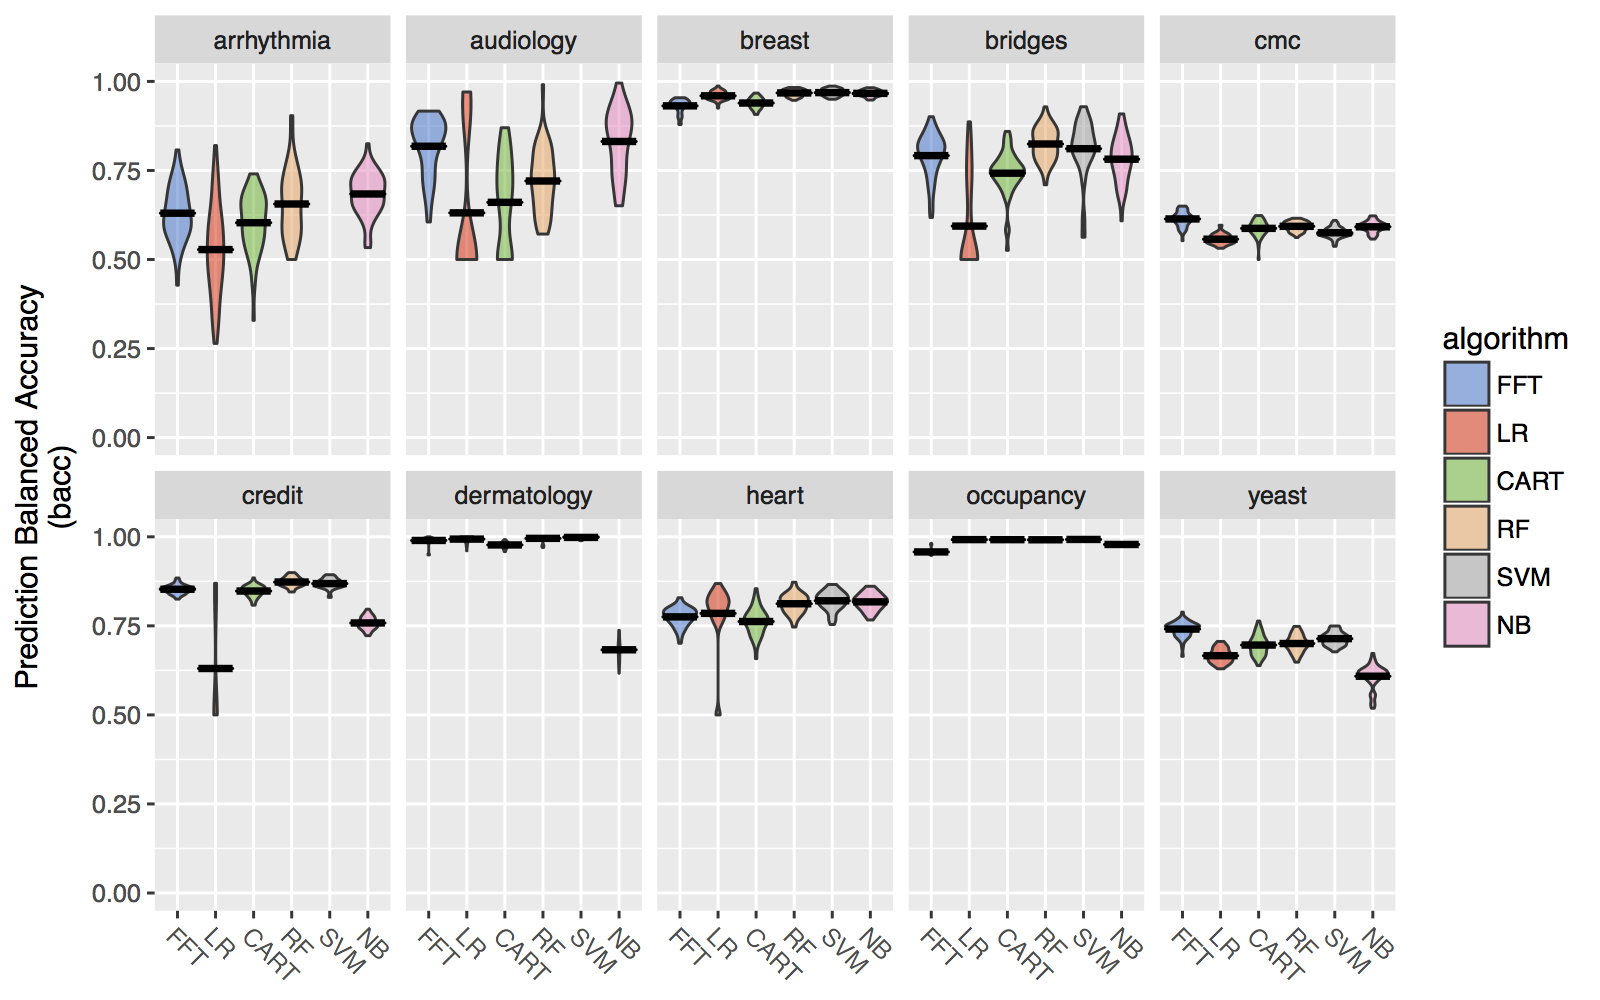 arrhythmia
audiology
breast
bridges
cmc
1.00
0.75
0.50
0.25
0.00
credit
dermatology
heart
occupancy
yeast
1.00
0.75
0.50
0.25
0.00
FFT LR CART RF SVM NB
FFT LR CART RF SVM NB
FFT LR CART RF SVM NB
FFT LR CART RF SVM NB
FFT LR CART RF SVM NB
Prediction Balanced Accuracy
(bacc)
algorithm
FFT
LR
CART
RF
SVM
NB